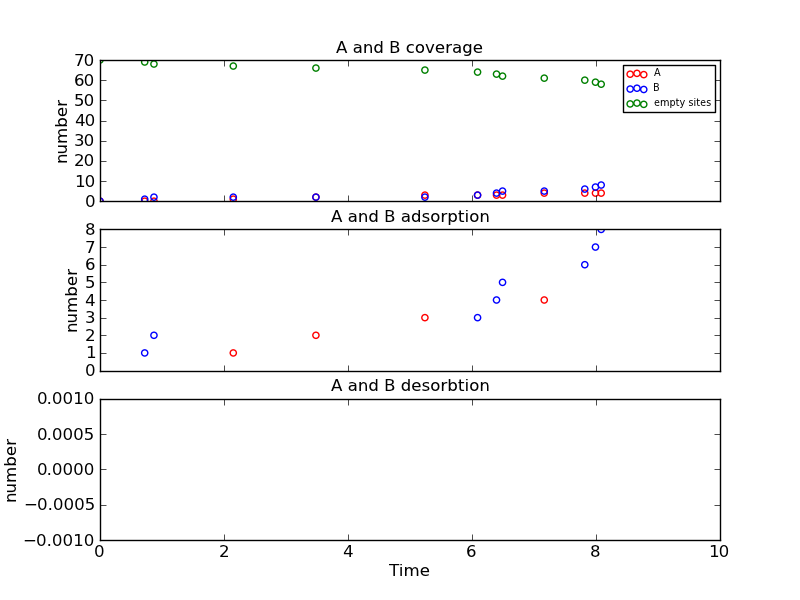 A and B coverage
70
60
50
40
30
20
10
0
number
A
B
empty sites
A and B adsorption
8
7
6
5
4
3
2
1
0
number
A and B desorbtion
0.0010
0.0005
0.0000
−0.0005
−0.0010
number
0 2 4 6 8 10
Time